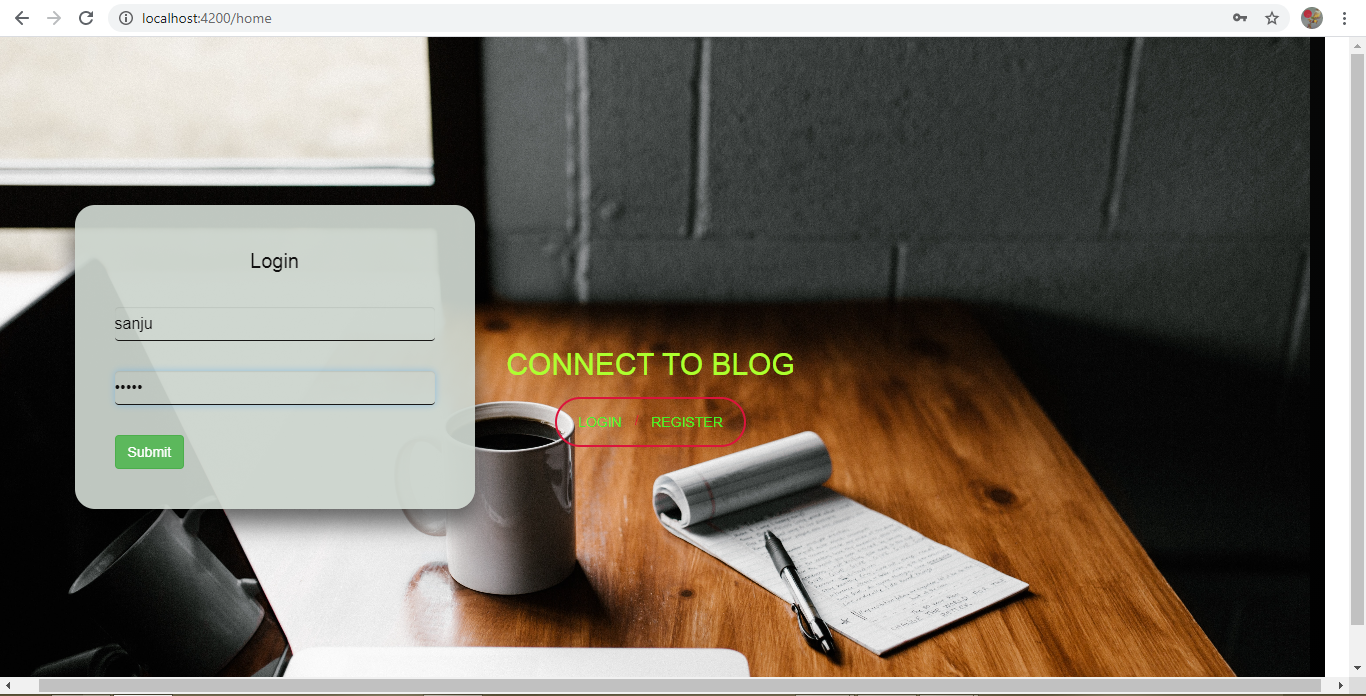 localhost:4200/home
Login
sanju
•••••
Submit
CONNECT TO BLOG
LOGIN / REGISTER